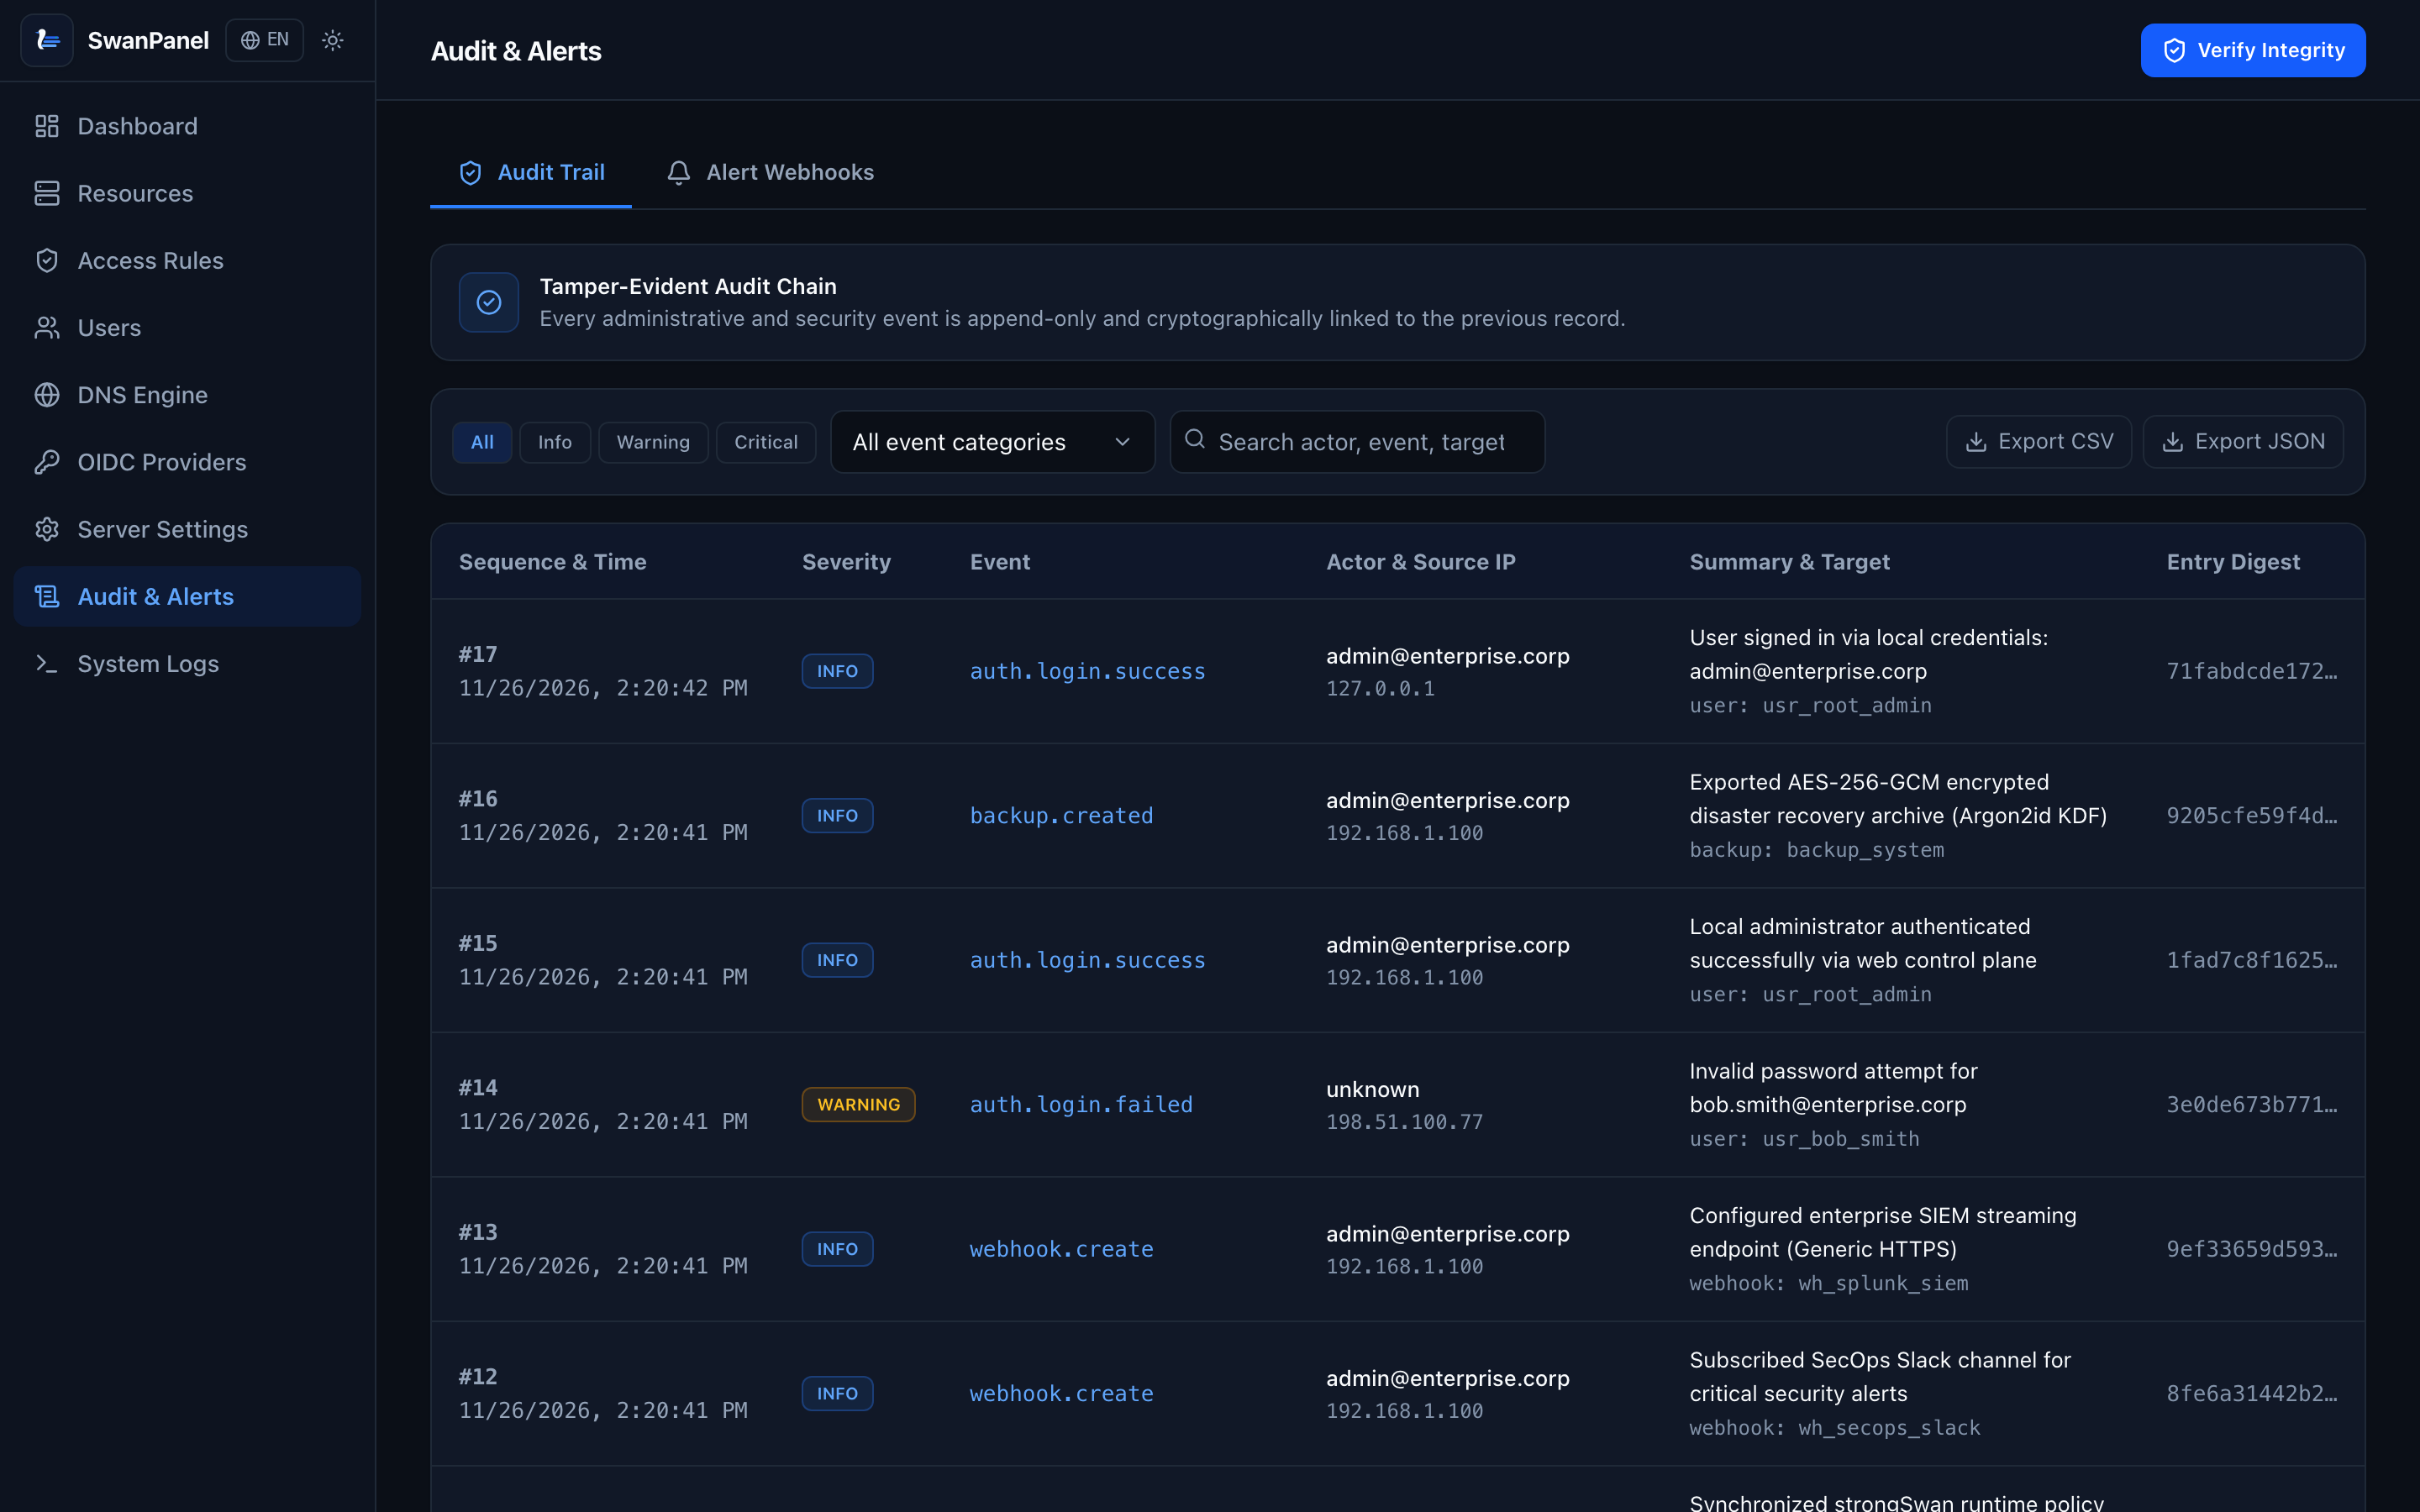 SwanPanel
EN
Dashboard
Resources
Access Rules
Users
DNS Engine
OIDC Providers
Server Settings
Audit & Alerts
System Logs
Audit & Alerts
Verify Integrity
Audit Trail
Alert Webhooks
Tamper-Evident Audit Chain
Every administrative and security event is append-only and cryptographically linked to the previous record.
All
Info
Warning
Critical
All event categories
Search actor, event, target
Export CSV
Export JSON
Sequence & Time
Severity
Event
Actor & Source IP
Summary & Target
Entry Digest
#17
11/26/2026, 2:20:42 PM
INFO
auth.login.success
admin@enterprise.corp
127.0.0.1
User signed in via local credentials:
admin@enterprise.corp
user: usr_root_admin
71fabdcde172…
#16
11/26/2026, 2:20:41 PM
INFO
backup.created
admin@enterprise.corp
192.168.1.100
Exported AES-256-GCM encrypted
disaster recovery archive (Argon2id KDF)
backup: backup_system
9205cfe59f4d…
#15
11/26/2026, 2:20:41 PM
INFO
auth.login.success
admin@enterprise.corp
192.168.1.100
Local administrator authenticated
successfully via web control plane
user: usr_root_admin
1fad7c8f1625…
#14
11/26/2026, 2:20:41 PM
WARNING
auth.login.failed
unknown
198.51.100.77
Invalid password attempt for
bob.smith@enterprise.corp
user: usr_bob_smith
3e0de673b771…
#13
11/26/2026, 2:20:41 PM
INFO
webhook.create
admin@enterprise.corp
192.168.1.100
Configured enterprise SIEM streaming
endpoint (Generic HTTPS)
webhook: wh_splunk_siem
9ef33659d593…
#12
11/26/2026, 2:20:41 PM
INFO
webhook.create
admin@enterprise.corp
192.168.1.100
Subscribed SecOps Slack channel for
critical security alerts
webhook: wh_secops_slack
8fe6a31442b2…
Synchronized strongSwan runtime policy